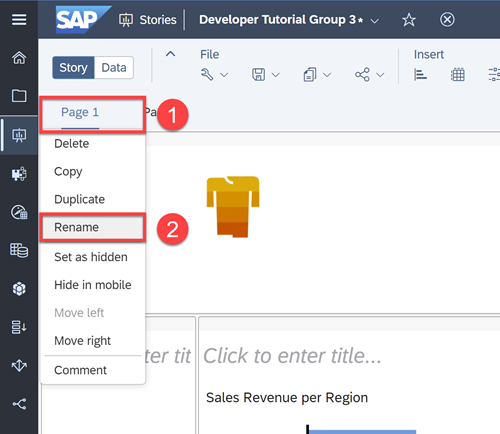 SAP Stories Developer Tutorial Group 3*
Story Data File Insert
Page 1 Pa 1
Delete
Copy
Duplicate
Rename 2
Set as hidden
Hide in mobile
Move left
Move right
Comment
er tit Click to enter title...
Sales Revenue per Region